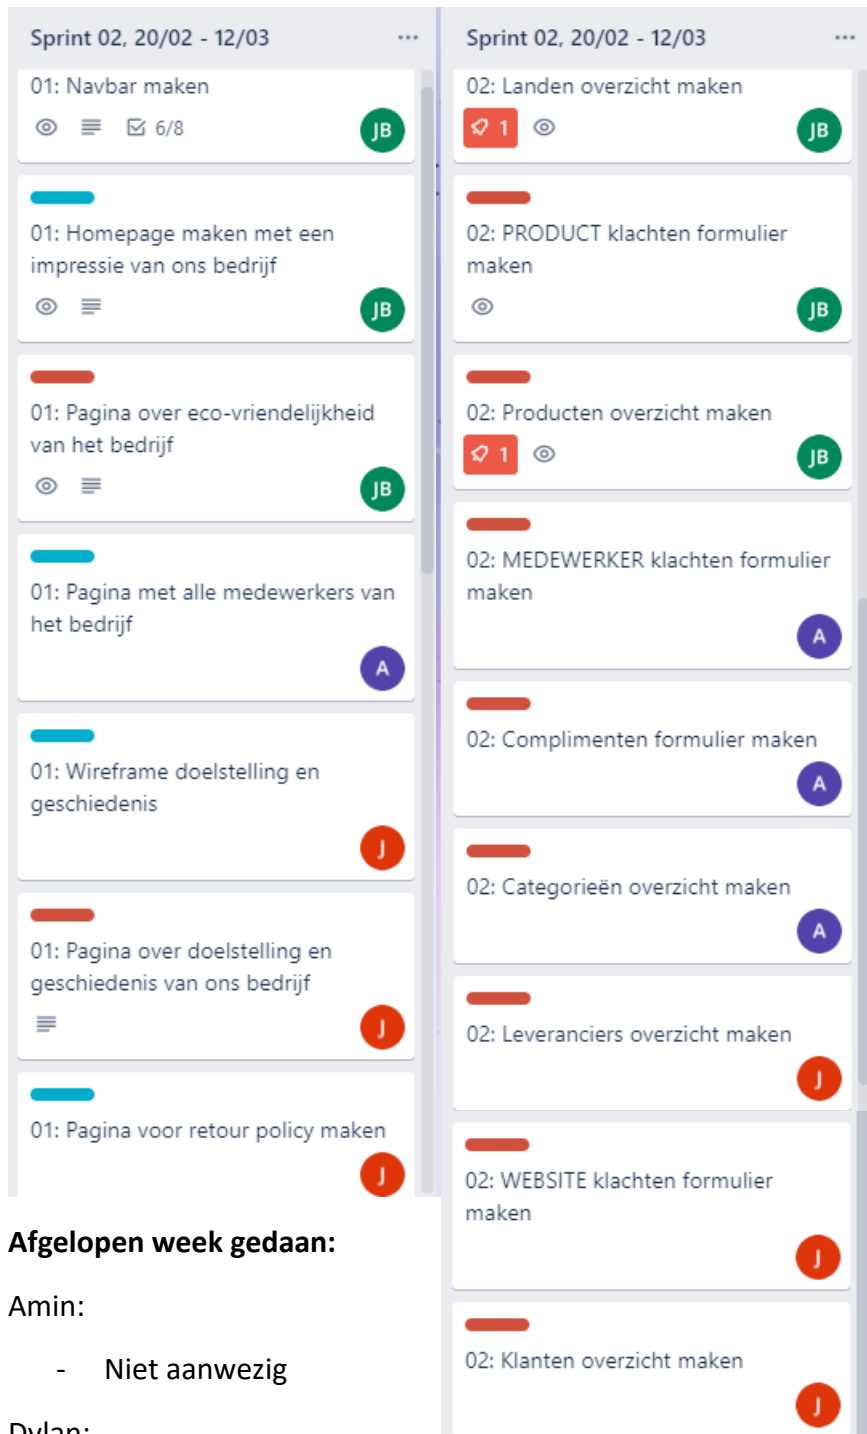 Sprint 02, 20/02 - 12/03
01: Navbar maken
6/8
JB
01: Homepage maken met een
impressie van ons bedrijf
JB
01: Pagina over eco-vriendelijkheid
van het bedrijf
JB
01: Pagina met alle medewerkers van
het bedrijf
A
01: Wireframe doelstelling en
geschiedenis
J
01: Pagina over doelstelling en
geschiedenis van ons bedrijf
J
01: Pagina voor retour policy maken
J
Sprint 02, 20/02 - 12/03
02: Landen overzicht maken
1
JB
02: PRODUCT klachten formulier
maken
JB
02: Producten overzicht maken
1
JB
02: MEDEWERKER klachten formulier
maken
A
02: Complimenten formulier maken
A
02: Categorieën overzicht maken
A
02: Leveranciers overzicht maken
J
02: WEBSITE klachten formulier
maken
J
02: Klanten overzicht maken
J
Afgelopen week gedaan:
Amin:
- Niet aanwezig
Dylan: